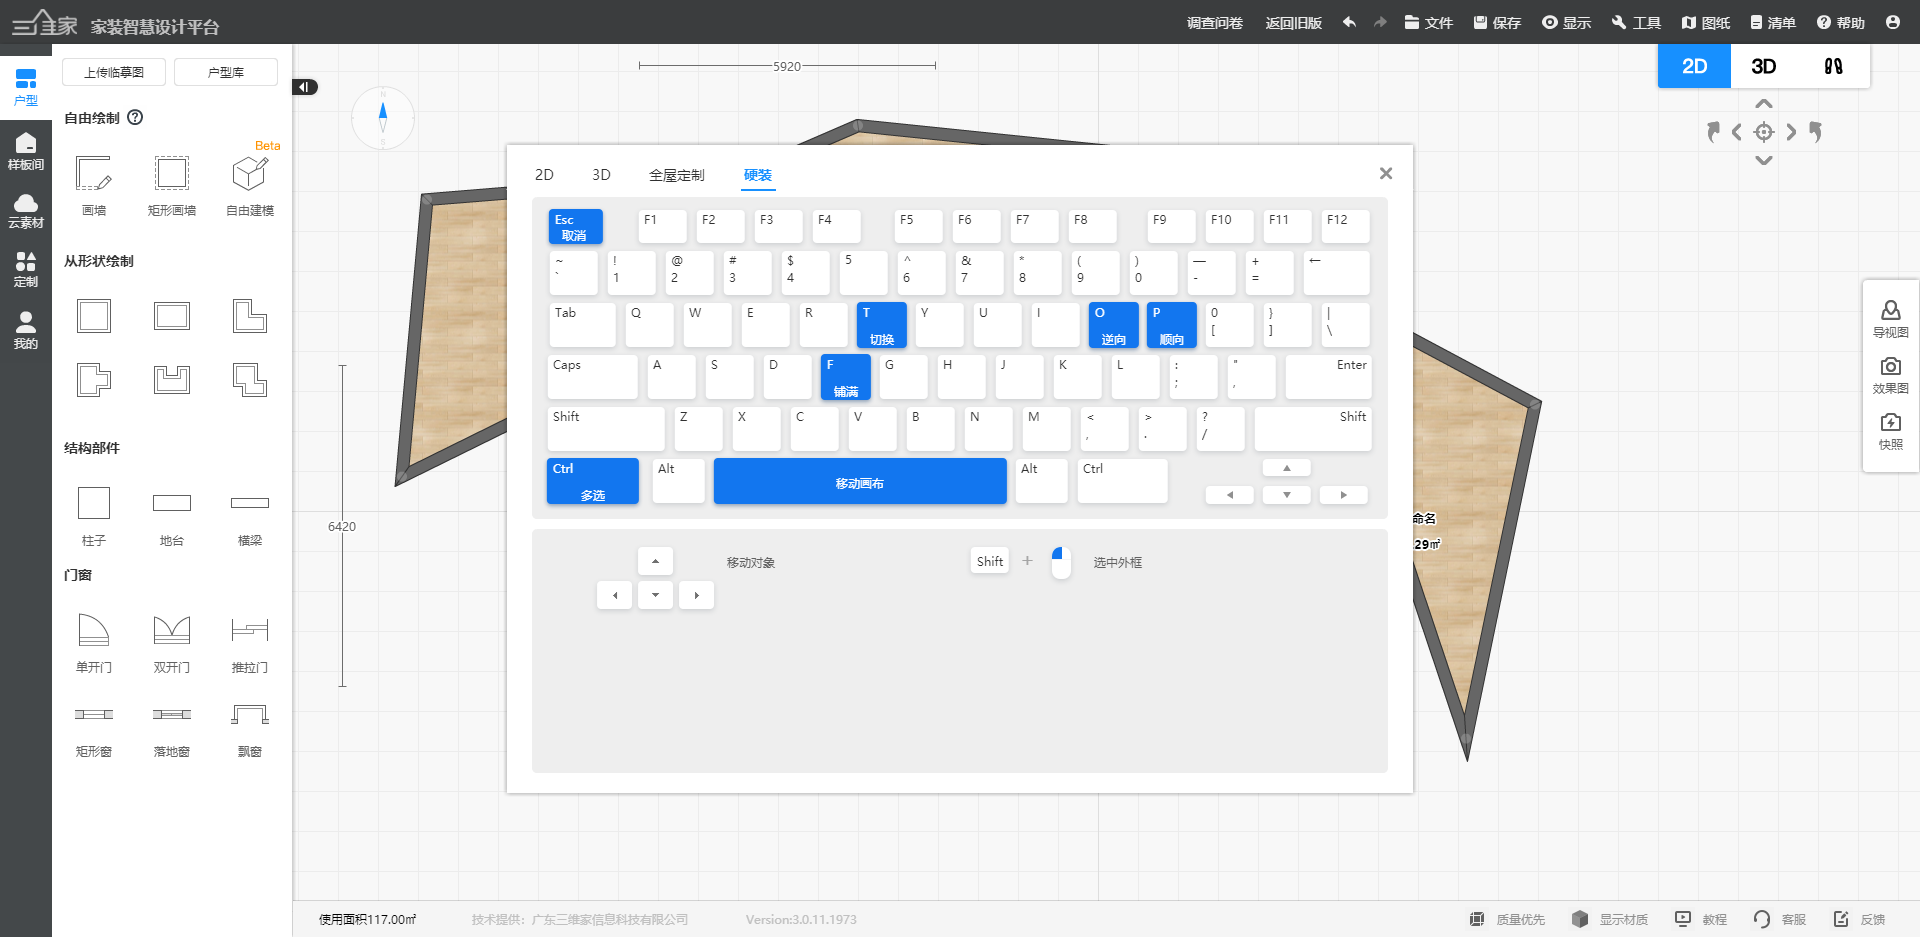 三维家 家装智慧设计平台
调查问卷 返回旧版 文件 保存 显示 工具 图纸 清单 帮助
户型
样板间
云素材
定制
我的
上传临摹图 户型库
自由绘制
Beta
画墙 矩形画墙 自由建模
从形状绘制
结构部件
柱子 地台 横梁
门窗
单开门 双开门 推拉门
矩形窗 落地窗 飘窗
5920
N
S
6420
2D 3D
导视图
效果图
快照
命名
29㎡
2D 3D 全屋定制 硬装
Esc F1 F2 F3 F4 F5 F6 F7 F8 F9 F10 F11 F12
取消
~ ! @ # $ 5 ^ & * ( ) — + ←
` 1 2 3 4 6 7 8 9 0 - =
Tab Q W E R T Y U I O P 0 } |
切换 逆向 顺向 [ ] \
Caps A S D F G H J K L : " Enter
铺满 ; ,
Shift Z X C V B N M < > ? Shift
, . /
Ctrl Alt 移动画布 Alt Ctrl
多选
移动对象 Shift + 选中外框
使用面积117.00㎡ 技术提供：广东三维家信息科技有限公司 Version:3.0.11.1973
质量优先 显示材质 教程 客服 反馈